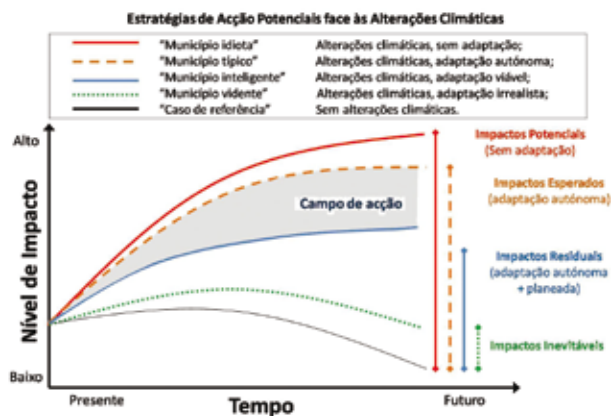 Estratégias de Acção Potenciais face às Alterações Climáticas
"Município idiota" Alterações climáticas, sem adaptação;
"Município típico" Alterações climáticas, adaptação autónoma;
"Município inteligente" Alterações climáticas, adaptação viável;
"Município vidente" Alterações climáticas, adaptação irrealista;
"Caso de referência" Sem alterações climáticas.
Alto
Nível de Impacto
Baixo
Campo de acção
Impactos Potenciais
(Sem adaptação)
Impactos Esperados
(adaptação autónoma)
Impactos Residuais
(adaptação autónoma
+ planeada)
Impactos Inevitáveis
Presente
Tempo
Futuro